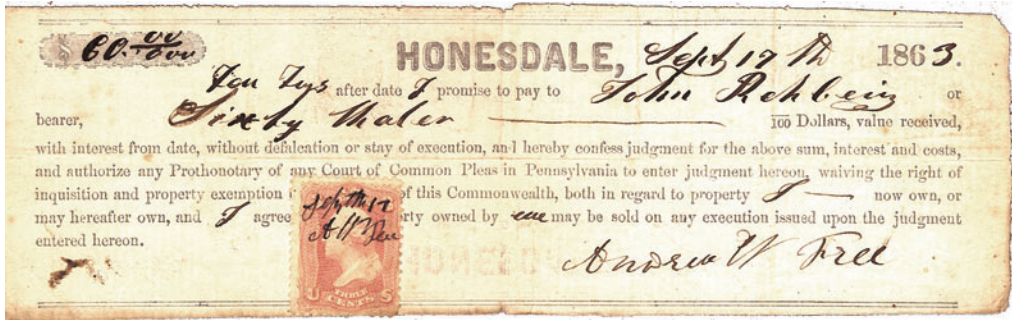 $ 60.00/000 HONESDALE, Sept 17th 1863.
after date I promise to pay to John Rehbein or
bearer, Sixty thaler 100 Dollars, value received,
with interest from date, without defalcation or stay of execution, and hereby confess judgment for the above sum, interest and costs,
and authorize any Prothonotary of any Court of Common Pleas in Pennsylvania to enter judgment hereon, waiving the right of
inquisition and property exemption of this Commonwealth, both in regard to property I now own, or
may hereafter own, and I agree owned by me may be sold on any execution issued upon the judgment
entered hereon.
Andrew W Free
Sept 17
U THREE CENTS S